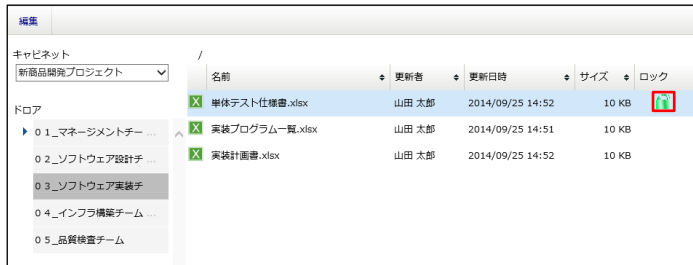 編集
キャビネット
新商品開発プロジェクト
ドロア
０１_マネージメントチー ...
０２_ソフトウェア設計チ ...
０３_ソフトウェア実装チ
０４_インフラ構築チーム ...
０５_品質検査チーム
/
名前 更新者 更新日時 サイズ ロック
単体テスト仕様書.xlsx 山田 太郎 2014/09/25 14:52 10 KB
実装プログラム一覧.xlsx 山田 太郎 2014/09/25 14:51 10 KB
実装計画書.xlsx 山田 太郎 2014/09/25 14:52 10 KB